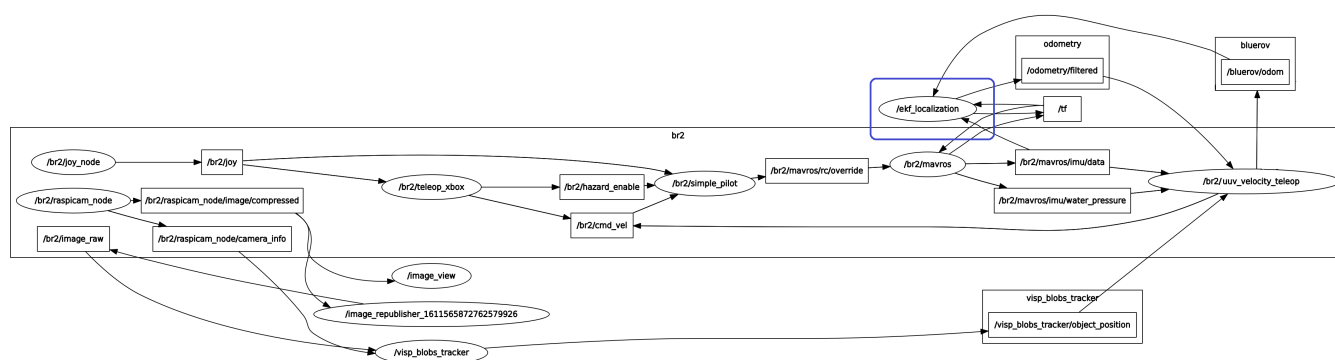 odometry
bluerov
/odometry/filtered
/bluerov/odom
/ekf_localization
/tf
br2
/br2/joy_node
/br2/joy
/br2/mavros
/br2/mavros/imu/data
/br2/mavros/rc/override
/br2/teleop_xbox
/br2/hazard_enable
/br2/simple_pilot
/br2/uuv_velocity_teleop
/br2/raspicam_node
/br2/raspicam_node/image/compressed
/br2/mavros/imu/water_pressure
/br2/cmd_vel
/br2/image_raw
/br2/raspicam_node/camera_info
/image_view
visp_blobs_tracker
/image_republisher_1611565872762579926
/visp_blobs_tracker/object_position
/visp_blobs_tracker